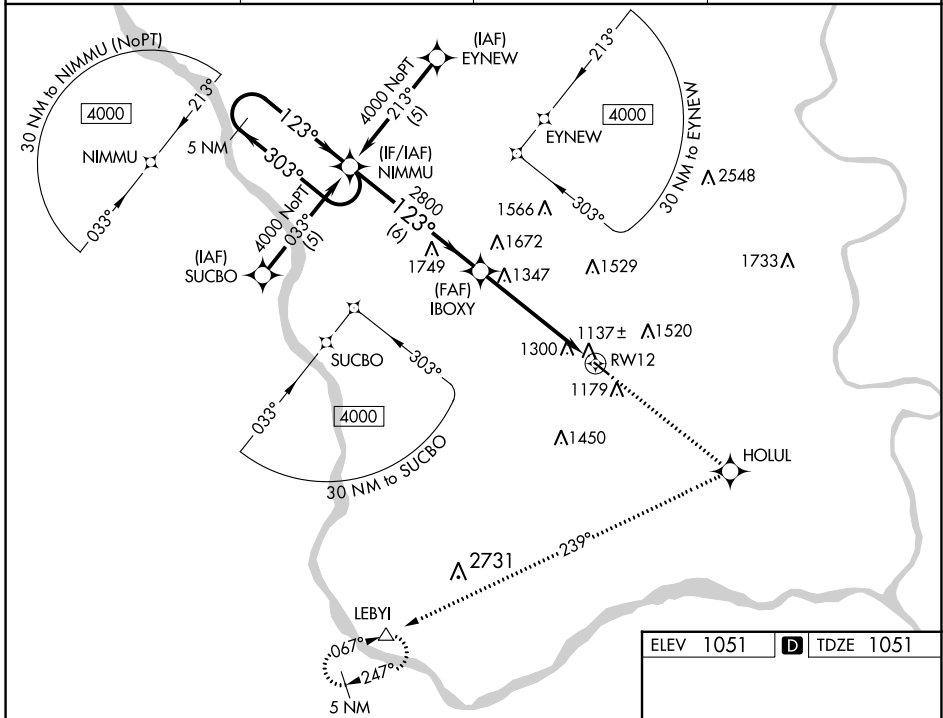 30 NM to NIMMU (NoPT)
213°
4000
NIMMU
033°
5 NM
123°
303°
(IAF)
EYNEW
4000 NoPT
213°
(5)
(IF/IAF)
NIMMU
4000 NoPT
033°
(5)
(IAF)
SUCBO
2800
123°
(6)
213°
EYNEW
4000
303°
30 NM to EYNEW
2548
1566
1672
1749
1347
1529
1733
(FAF)
IBOXY
1137±
1520
1300
RW12
1179
1450
SUCBO
303°
033°
4000
30 NM to SUCBO
HOLUL
239°
2731
LEBYI
067°
247°
5 NM
ELEV 1051 D TDZE 1051